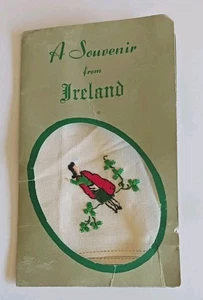 A Souvenir
from
Ireland